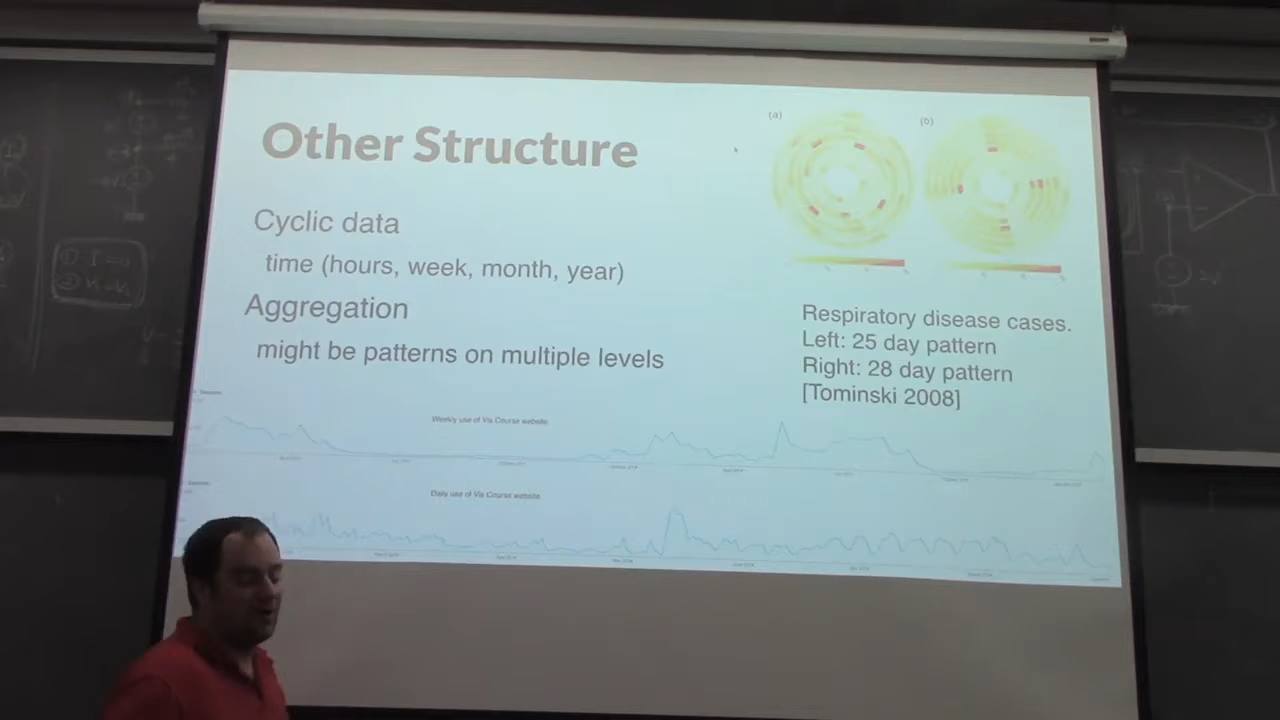 Other Structure
(a)
(b)
Cyclic data
time (hours, week, month, year)
Aggregation
might be patterns on multiple levels
Respiratory disease cases.
Left: 25 day pattern
Right: 28 day pattern
[Tominski 2008]
Weekly use of Vis Course website.
Daily use of Vis Course website.